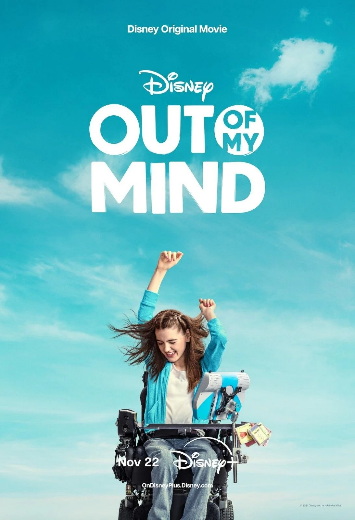 Disney Original Movie
Disney
OUT OF MY
MIND
Nov 22 Disney+
OnDisneyPlus.Disney.com